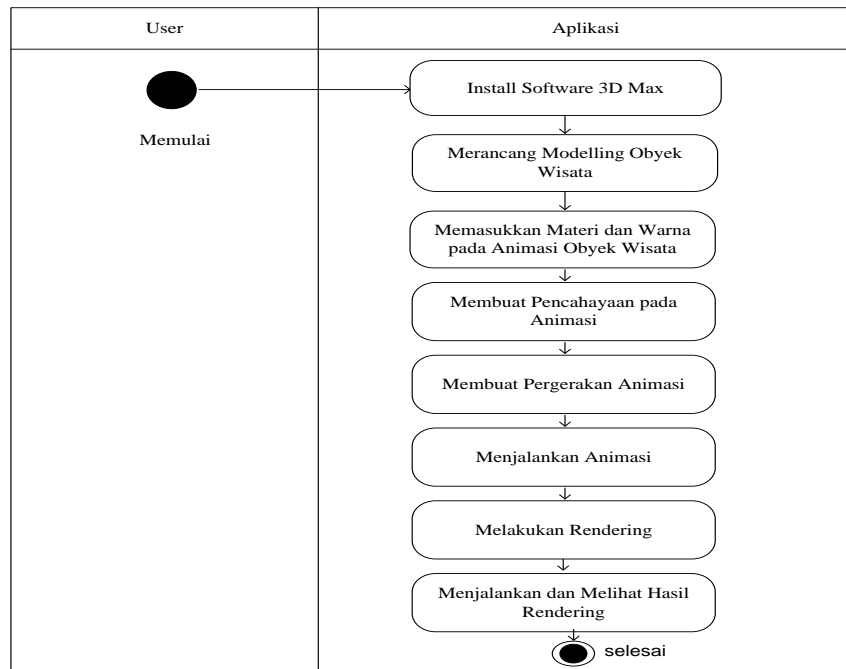 User
Aplikasi
Memulai
Install Software 3D Max
Merancang Modelling Obyek
Wisata
Memasukkan Materi dan Warna
pada Animasi Obyek Wisata
Membuat Pencahayaan pada
Animasi
Membuat Pergerakan Animasi
Menjalankan Animasi
Melakukan Rendering
Menjalankan dan Melihat Hasil
Rendering
selesai